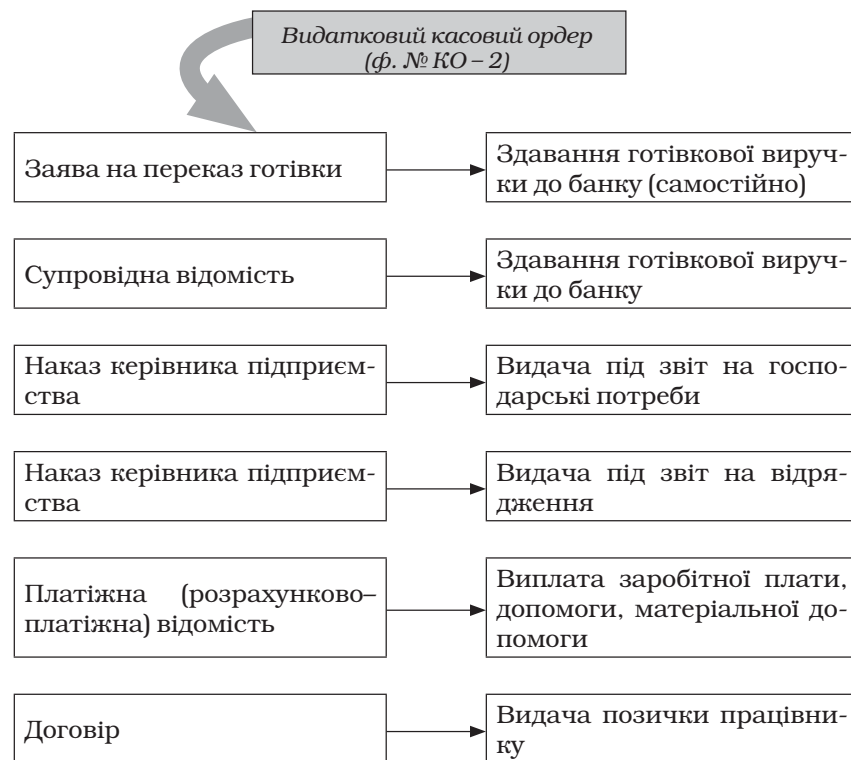 Видатковий касовий ордер
(ф. № КО – 2)
Заява на переказ готівки
Здавання готівкової вируч-
ки до банку (самостійно)
Супровідна відомість
Здавання готівкової вируч-
ки до банку
Наказ керівника підприєм-
ства
Видача під звіт на госпо-
дарські потреби
Наказ керівника підприєм-
ства
Видача під звіт на відря-
дження
Платіжна (розрахунково–
платіжна) відомість
Виплата заробітної плати,
допомоги, матеріальної до-
помоги
Договір
Видача позички працівни-
ку